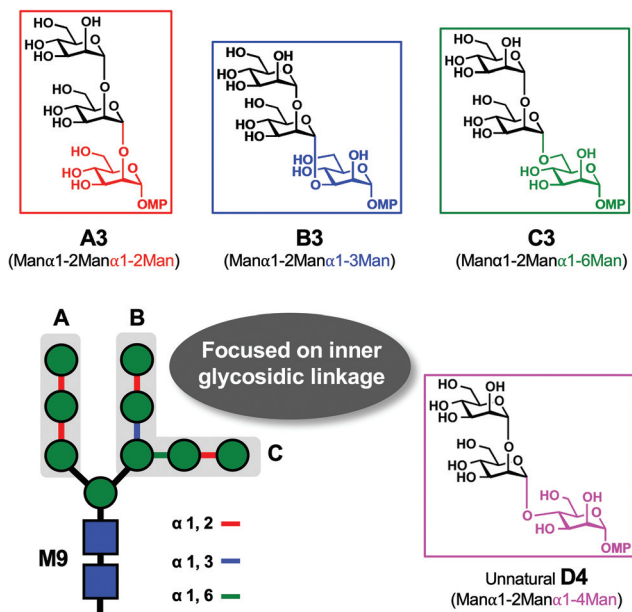 HO OH
HO O
HO
O
HO
HO O
HO
O
HO
HO O
HO
OMP
A3
(Manα1-2Manα1-2Man)
HO OH
HO O
HO
O
HO
HO O
HO
HO OH
HO O
O
OMP
B3
(Manα1-2Manα1-3Man)
HO OH
HO O
HO
O
HO
HO O
HO
O OH
HO O
HO
OMP
C3
(Manα1-2Manα1-6Man)
A
B
C
Focused on inner
glycosidic linkage
M9
α 1, 2
α 1, 3
α 1, 6
HO OH
HO O
HO
O
HO
HO O
HO
HO OH
O O
HO
OMP
Unnatural D4
(Manα1-2Manα1-4Man)